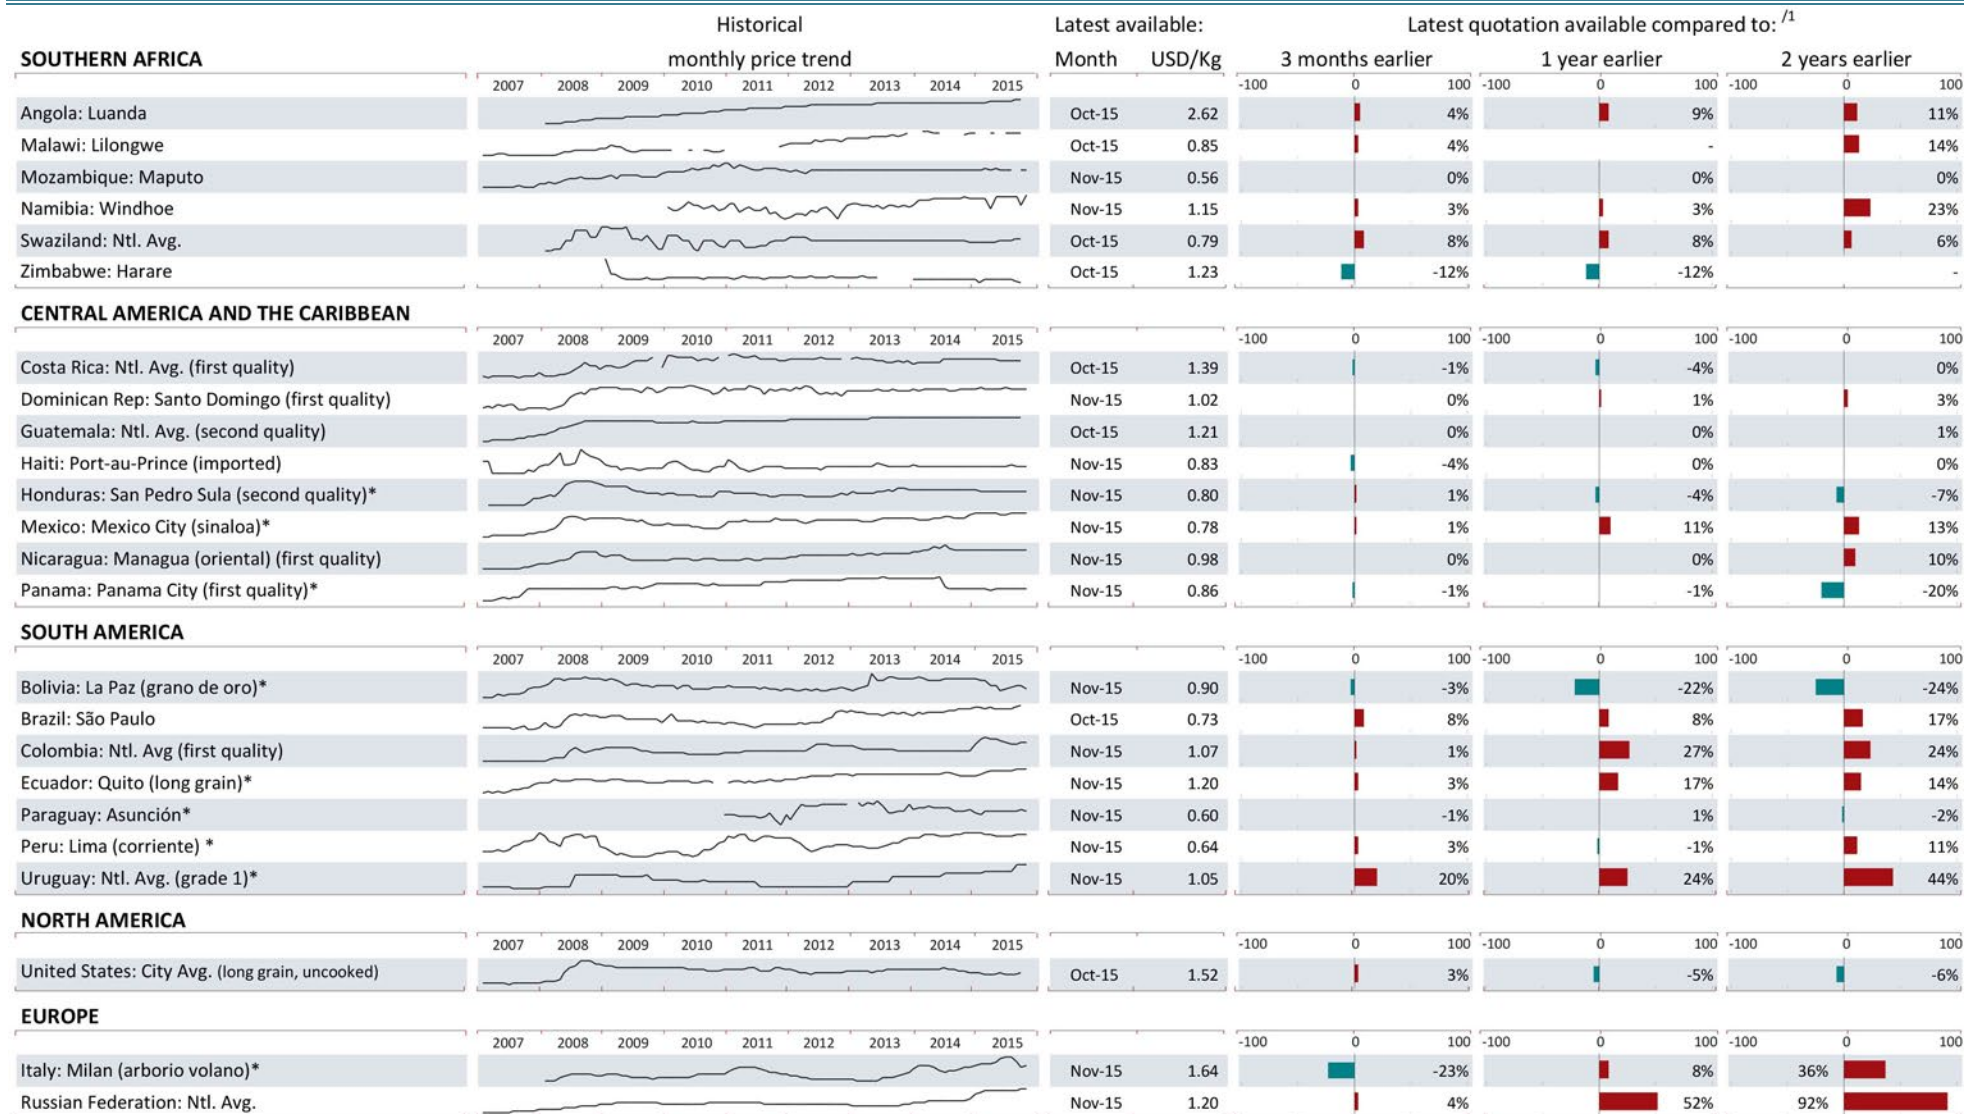 Historical Latest available: Latest quotation available compared to: /1
SOUTHERN AFRICA monthly price trend Month USD/Kg 3 months earlier 1 year earlier 2 years earlier
2007 2008 2009 2010 2011 2012 2013 2014 2015 -100 0 100 -100 0 100 -100 0 100
Angola: Luanda Oct-15 2.62 4% 9% 11%
Malawi: Lilongwe Oct-15 0.85 4% - 14%
Mozambique: Maputo Nov-15 0.56 0% 0% 0%
Namibia: Windhoe Nov-15 1.15 3% 3% 23%
Swaziland: Ntl. Avg. Oct-15 0.79 8% 8% 6%
Zimbabwe: Harare Oct-15 1.23 -12% -12% -
CENTRAL AMERICA AND THE CARIBBEAN
2007 2008 2009 2010 2011 2012 2013 2014 2015 -100 0 100 -100 0 100 -100 0 100
Costa Rica: Ntl. Avg. (first quality) Oct-15 1.39 -1% -4% 0%
Dominican Rep: Santo Domingo (first quality) Nov-15 1.02 0% 1% 3%
Guatemala: Ntl. Avg. (second quality) Oct-15 1.21 0% 0% 1%
Haiti: Port-au-Prince (imported) Nov-15 0.83 -4% 0% 0%
Honduras: San Pedro Sula (second quality)* Nov-15 0.80 1% -4% -7%
Mexico: Mexico City (sinaloa)* Nov-15 0.78 1% 11% 13%
Nicaragua: Managua (oriental) (first quality) Nov-15 0.98 0% 0% 10%
Panama: Panama City (first quality)* Nov-15 0.86 -1% -1% -20%
SOUTH AMERICA
2007 2008 2009 2010 2011 2012 2013 2014 2015 -100 0 100 -100 0 100 -100 0 100
Bolivia: La Paz (grano de oro)* Nov-15 0.90 -3% -22% -24%
Brazil: São Paulo Oct-15 0.73 8% 8% 17%
Colombia: Ntl. Avg (first quality) Nov-15 1.07 1% 27% 24%
Ecuador: Quito (long grain)* Nov-15 1.20 3% 17% 14%
Paraguay: Asunción* Nov-15 0.60 -1% 1% -2%
Peru: Lima (corriente) * Nov-15 0.64 3% -1% 11%
Uruguay: Ntl. Avg. (grade 1)* Nov-15 1.05 20% 24% 44%
NORTH AMERICA
2007 2008 2009 2010 2011 2012 2013 2014 2015 -100 0 100 -100 0 100 -100 0 100
United States: City Avg. (long grain, uncooked) Oct-15 1.52 3% -5% -6%
EUROPE
2007 2008 2009 2010 2011 2012 2013 2014 2015 -100 0 100 -100 0 100 -100 0 100
Italy: Milan (arborio volano)* Nov-15 1.64 -23% 8% 36%
Russian Federation: Ntl. Avg. Nov-15 1.20 4% 52% 92%